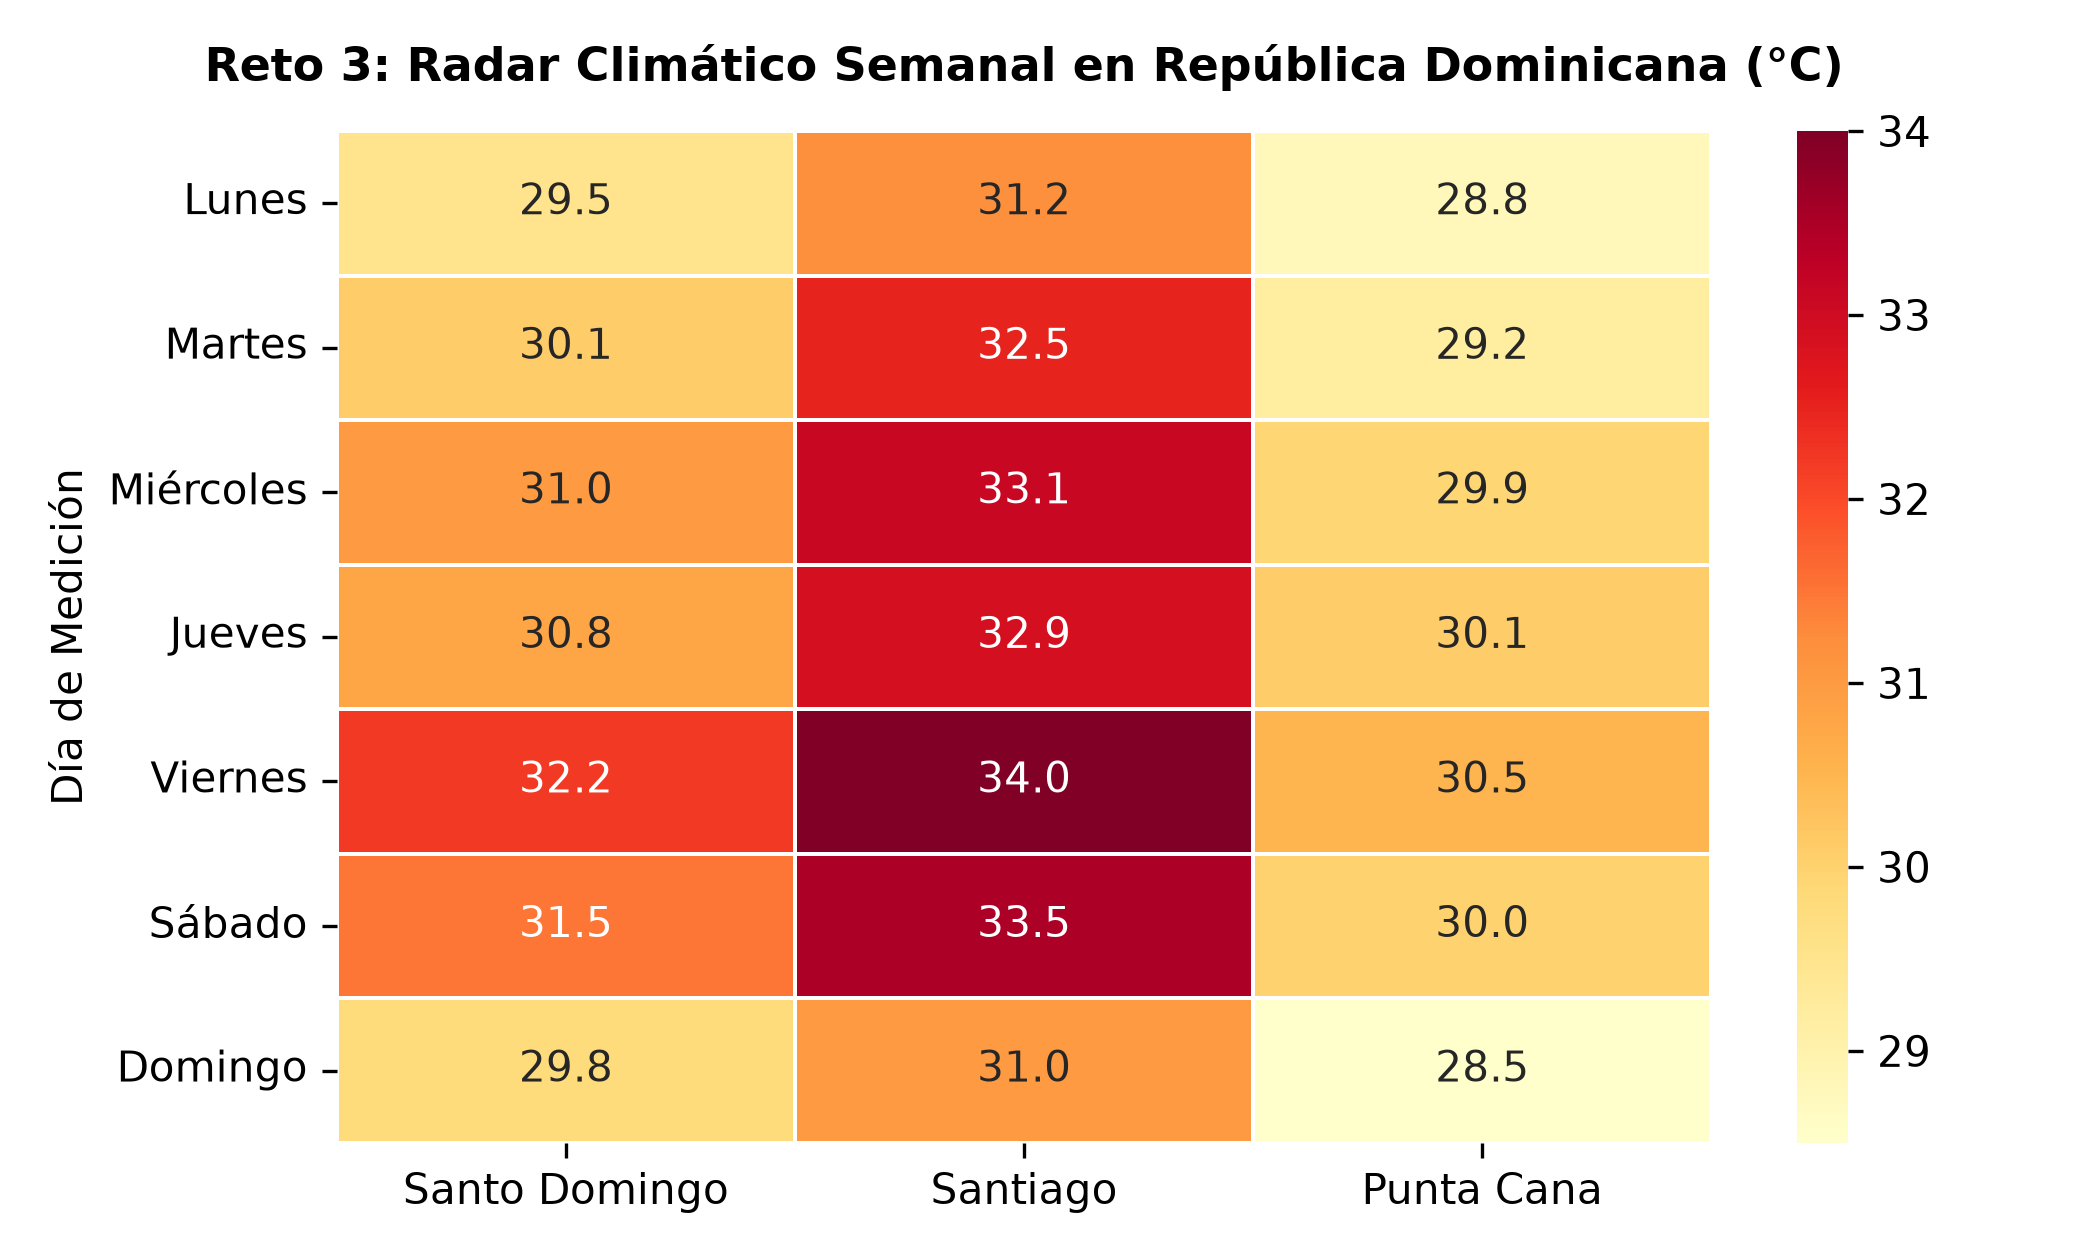 Reto 3: Radar Climático Semanal en República Dominicana (°C)
Día de Medición
Lunes 29.5 31.2 28.8
Martes 30.1 32.5 29.2
Miércoles 31.0 33.1 29.9
Jueves 30.8 32.9 30.1
Viernes 32.2 34.0 30.5
Sábado 31.5 33.5 30.0
Domingo 29.8 31.0 28.5
Santo Domingo Santiago Punta Cana
34
33
32
31
30
29